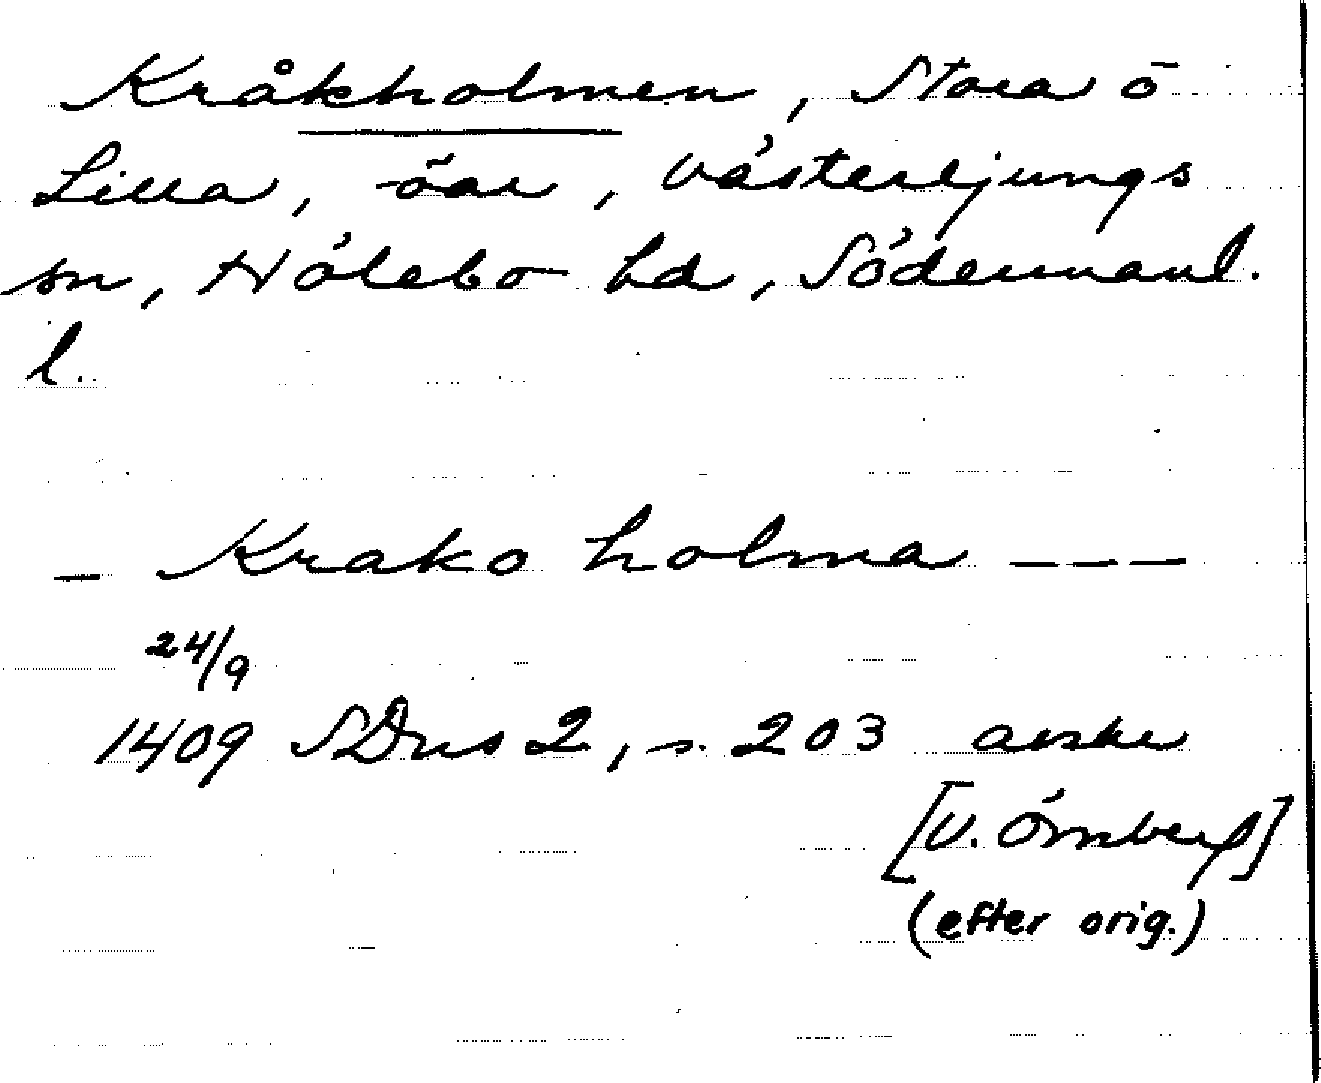 Kråkholmen, Stora o
Lilla, öar, Västerljungs
sn, Hölebo hd, Södermanl.
l.
– Krako holma – – –
24/9
1409 SDns 2, s. 203 avskr
[V. Örnberg]
(efter orig.)